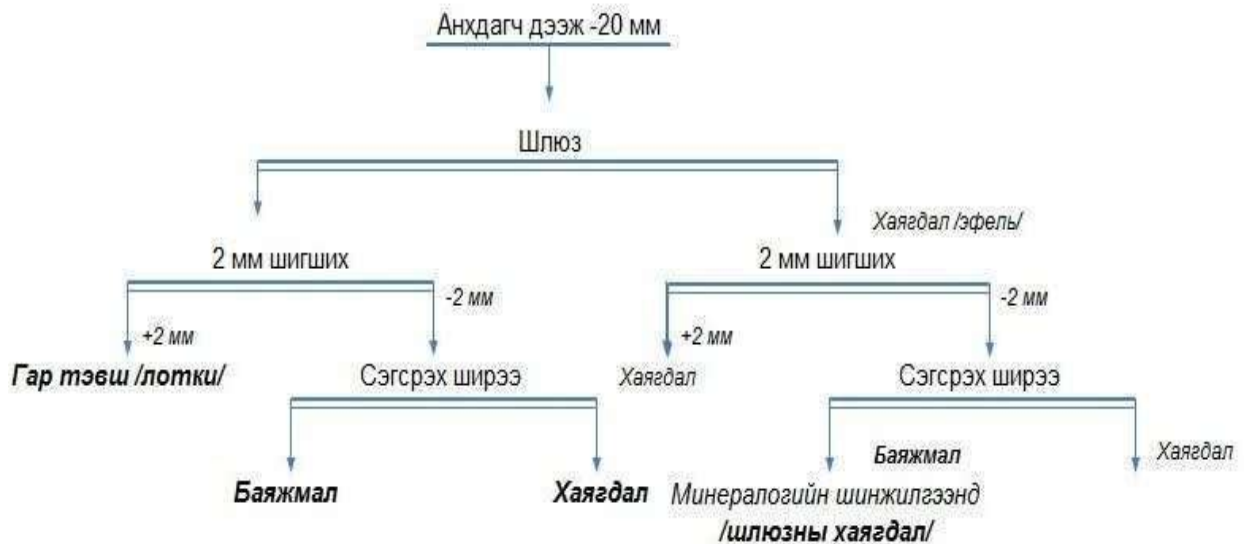 Анхдагч дээж -20 мм
Шлюз
Хаягдал /эфель/
2 мм шигших
2 мм шигших
-2 мм
-2 мм
+2 мм
+2 мм
Гар тэвш /лотки/
Сэгсрэх ширээ
Хаягдал
Сэгсрэх ширээ
Баяжмал
Хаягдал
Баяжмал
Хаягдал
Минералогийн шинжилгээнд
/шлюзны хаягдал/